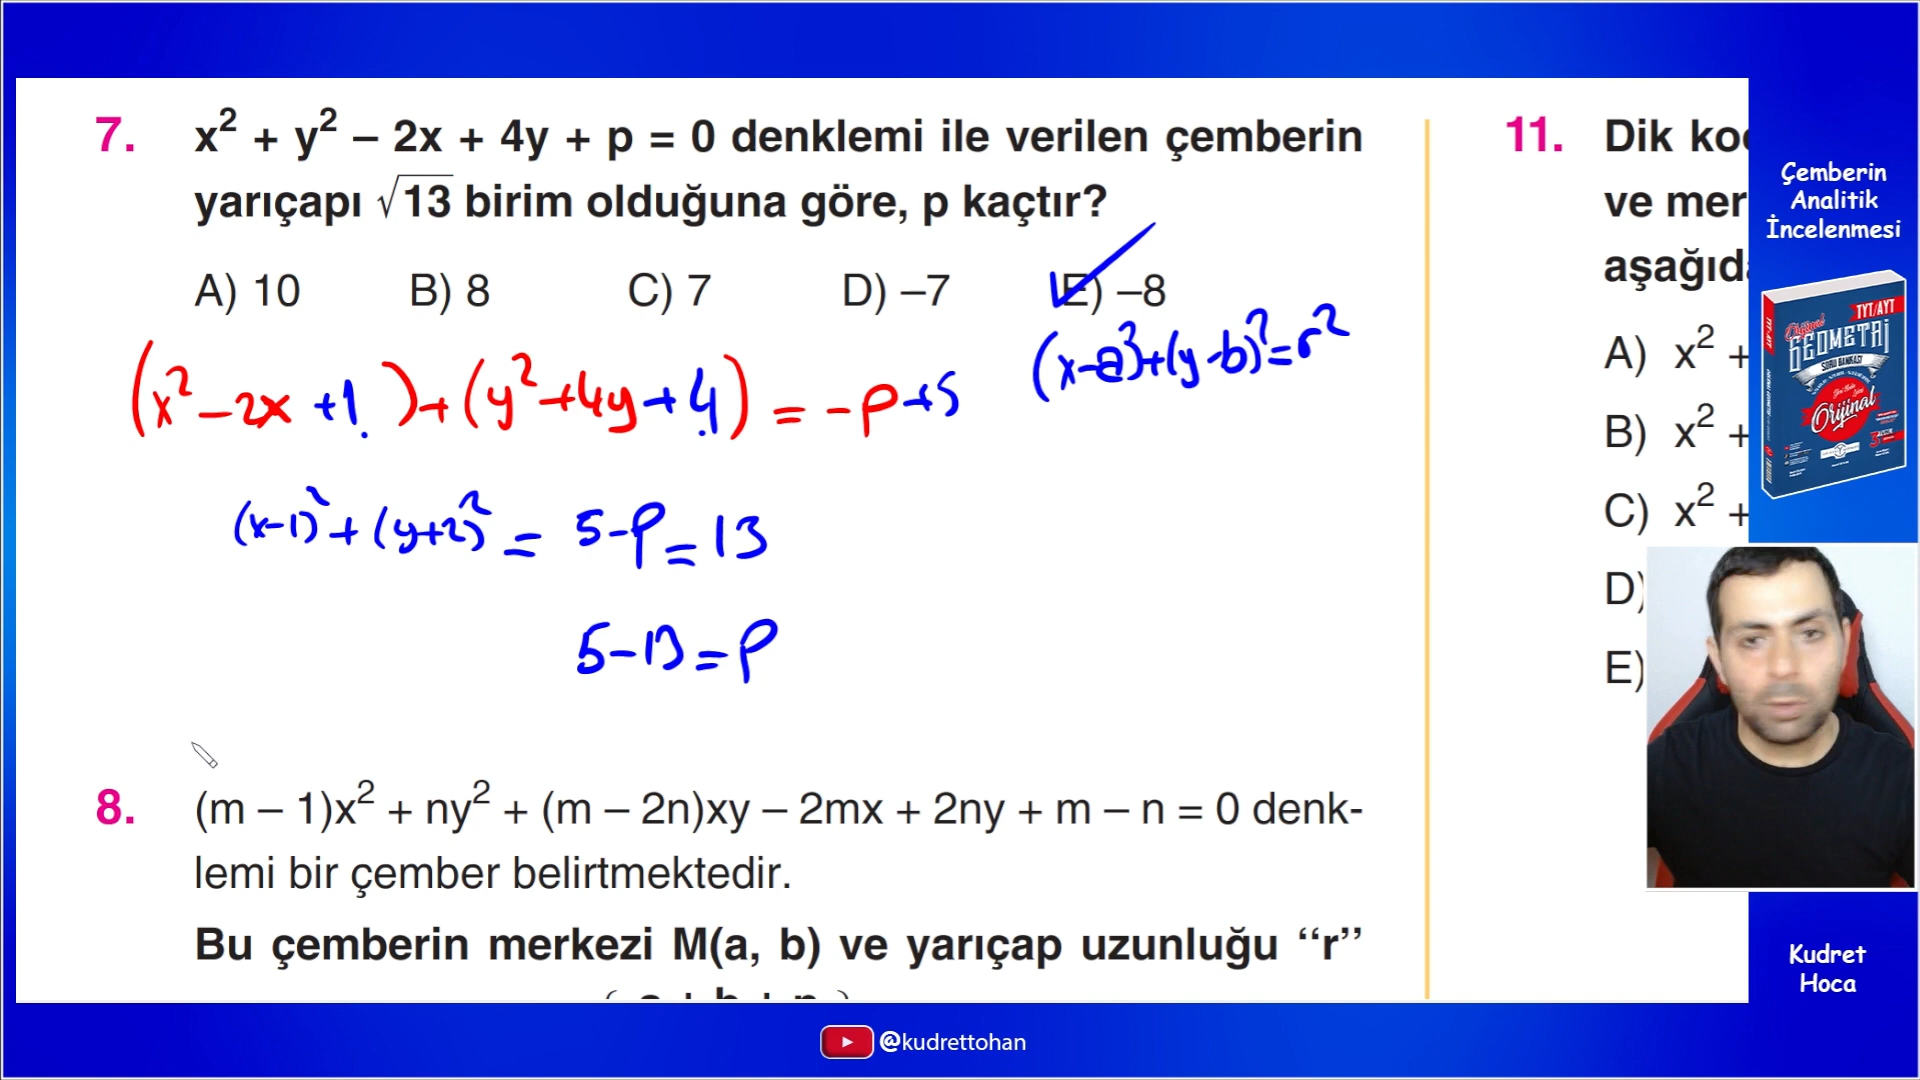 7. x² + y² – 2x + 4y + p = 0 denklemi ile verilen çemberin
yarıçapı √13 birim olduğuna göre, p kaçtır?
A) 10 B) 8 C) 7 D) –7 E) –8
(x-a)²+(y-b)²=r²
(x²-2x+1)+(y²+4y+4)=-p+5
(x-1)²+(y+2)²=5-p=13
5-13=p
8. (m – 1)x² + ny² + (m – 2n)xy – 2mx + 2ny + m – n = 0 denk-
lemi bir çember belirtmektedir.
Bu çemberin merkezi M(a, b) ve yarıçap uzunluğu ‘‘r’’
11. Dik
ve
A) x² +
B) x² +
C) x² +
D)
E)
Çemberin
Analitik
İncelenmesi
TYT/AYT
Orijinal
GEOMETRİ
SORU BANKASI
Orijinal
Kudret
Hoca
@kudrettohan